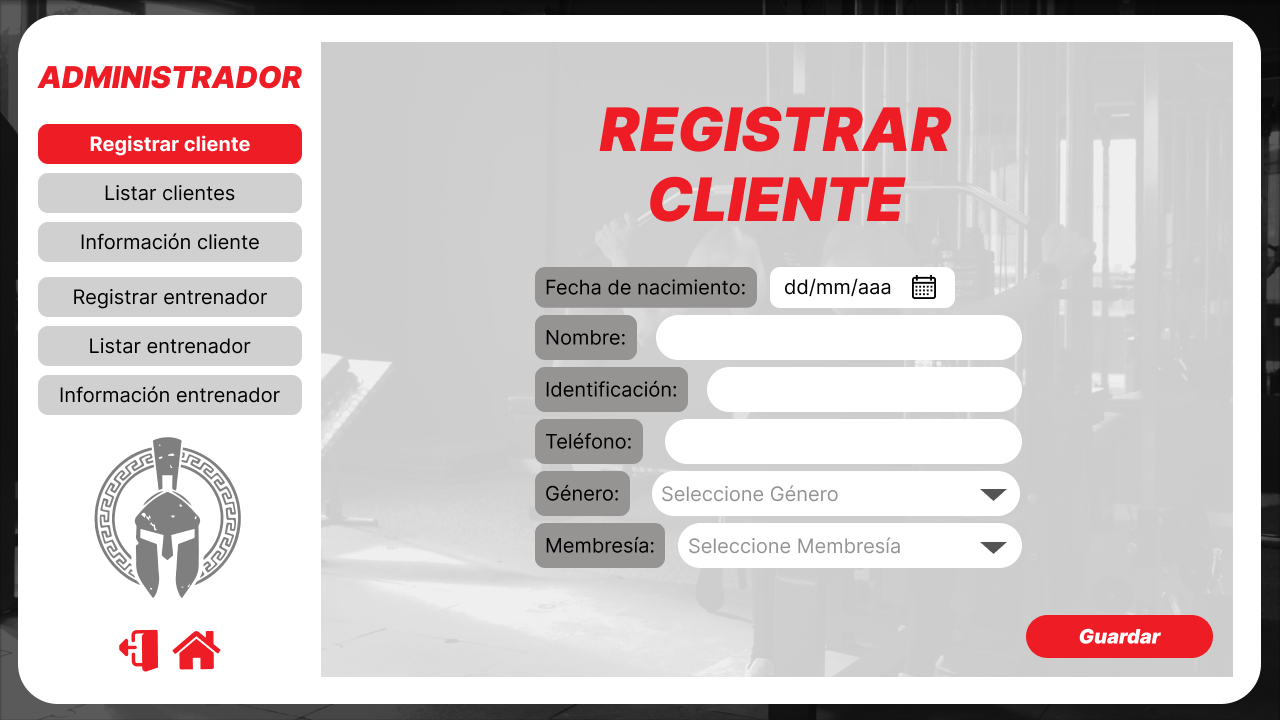 ADMINISTRADOR
Registrar cliente
Listar clientes
Información cliente
Registrar entrenador
Listar entrenador
Información entrenador
REGISTRAR
CLIENTE
Fecha de nacimiento: dd/mm/aaa
Nombre:
Identificación:
Teléfono:
Género: Seleccione Género
Membresía: Seleccione Membresía
Guardar